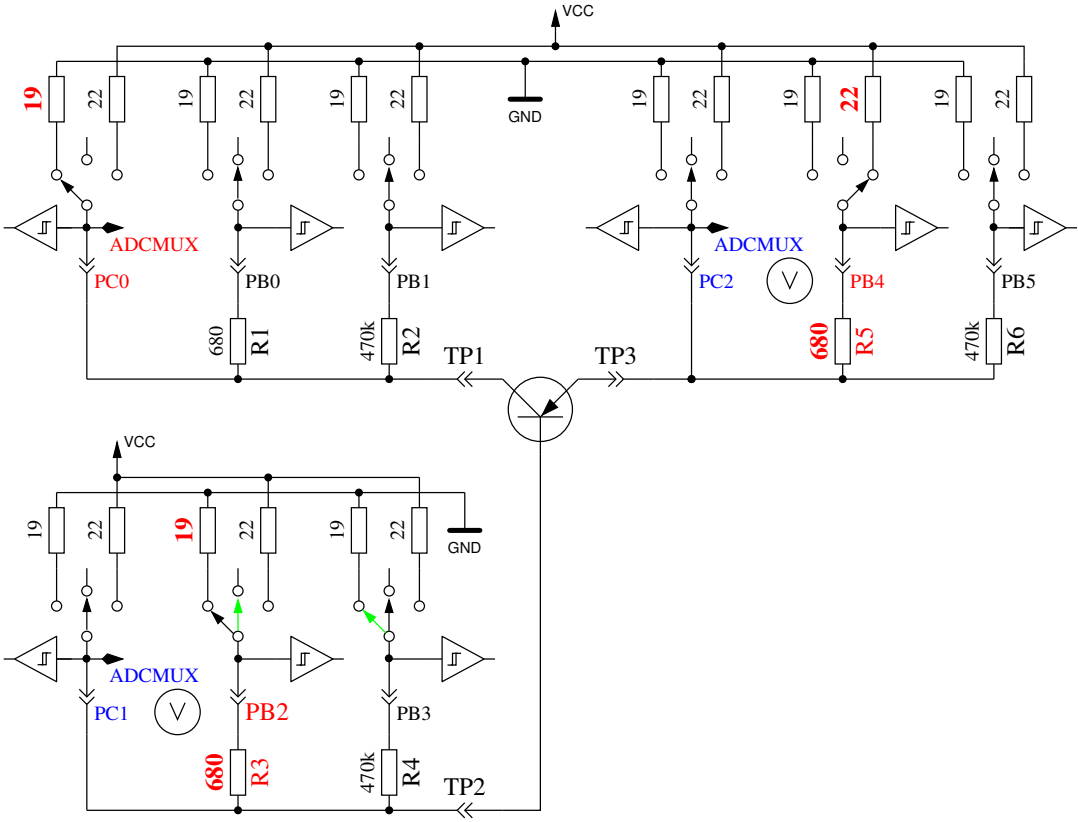 VCC
19
22
19
22
19
22
GND
19
22
19
22
19
22
ADCMUX
PC0
PB0
PB1
ADCMUX
PC2
V
PB4
PB5
680
R1
470k
R2
680
R5
470k
R6
TP1
TP3
VCC
19
22
19
22
19
22
GND
ADCMUX
PC1
V
PB2
PB3
680
R3
470k
R4
TP2